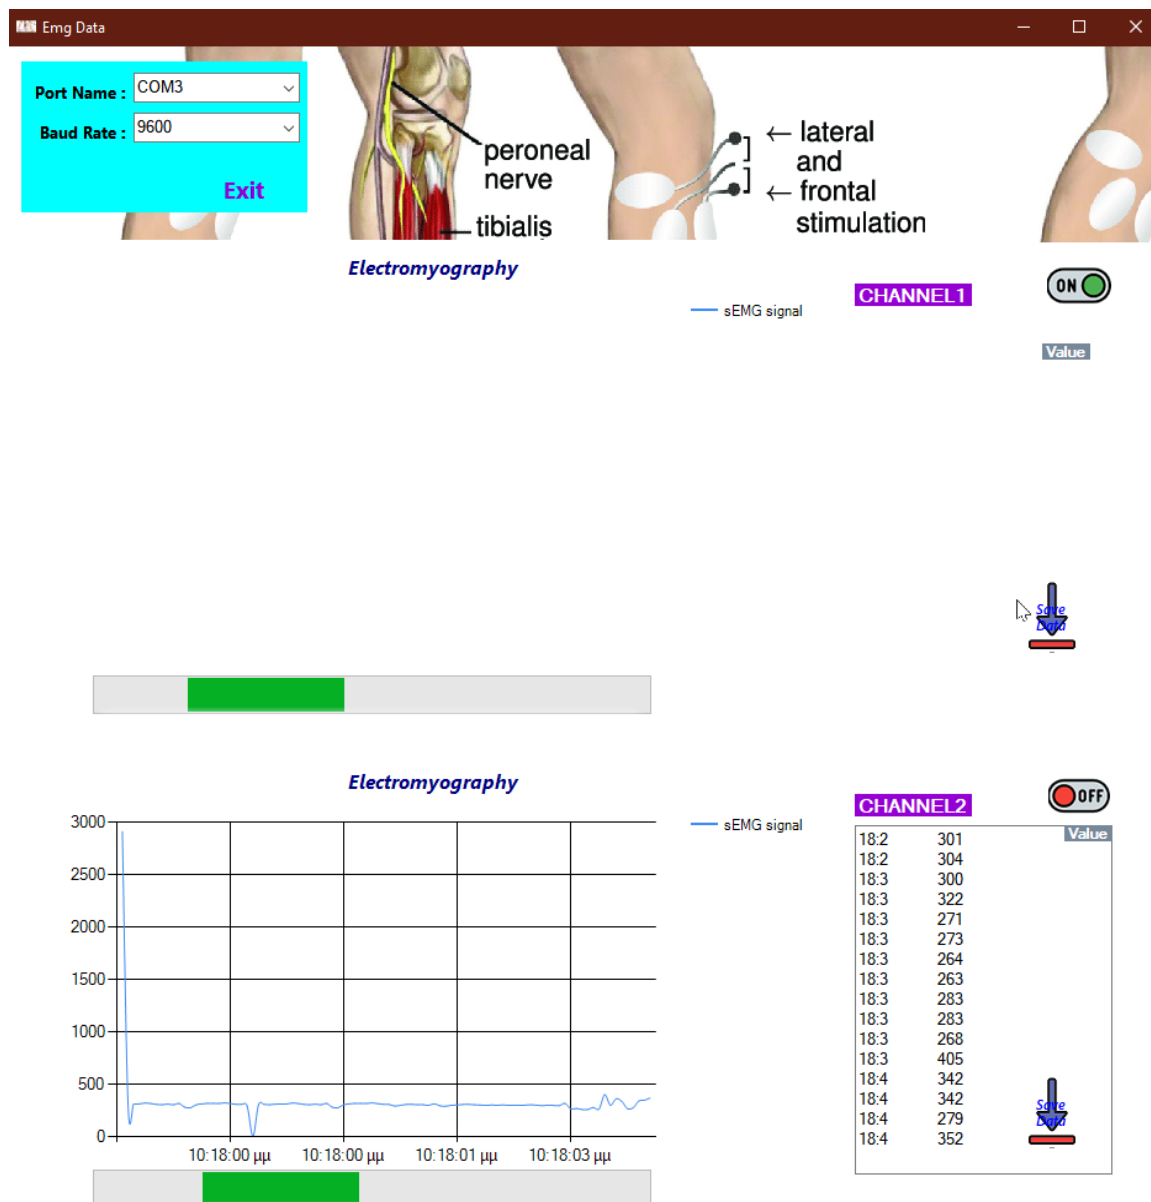 Emg Data
Port Name :
COM3
Baud Rate :
9600
Exit
peroneal
nerve
tibialis
← lateral
and
← frontal
stimulation
Electromyography
sEMG signal
CHANNEL1
ON
Value
Save
Data
Electromyography
sEMG signal
CHANNEL2
OFF
Value
3000
2500
2000
1500
1000
500
0
10:18:00 μμ 10:18:00 μμ 10:18:01 μμ 10:18:03 μμ
18:2 301
18:2 304
18:3 300
18:3 322
18:3 271
18:3 273
18:3 264
18:3 263
18:3 283
18:3 283
18:3 268
18:3 405
18:4 342
18:4 342
18:4 279
18:4 352
Save
Data